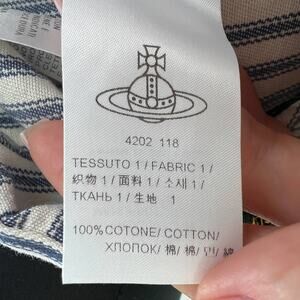 4202 118
TESSUTO 1 / FABRIC 1 /
织物 1 / 面料 1 / 소재 1 /
ТКАНЬ 1 / 生地 1
100% COTONE/ COTTON/
ХЛОПОК/ 棉/ 棉/ 면/ 綿